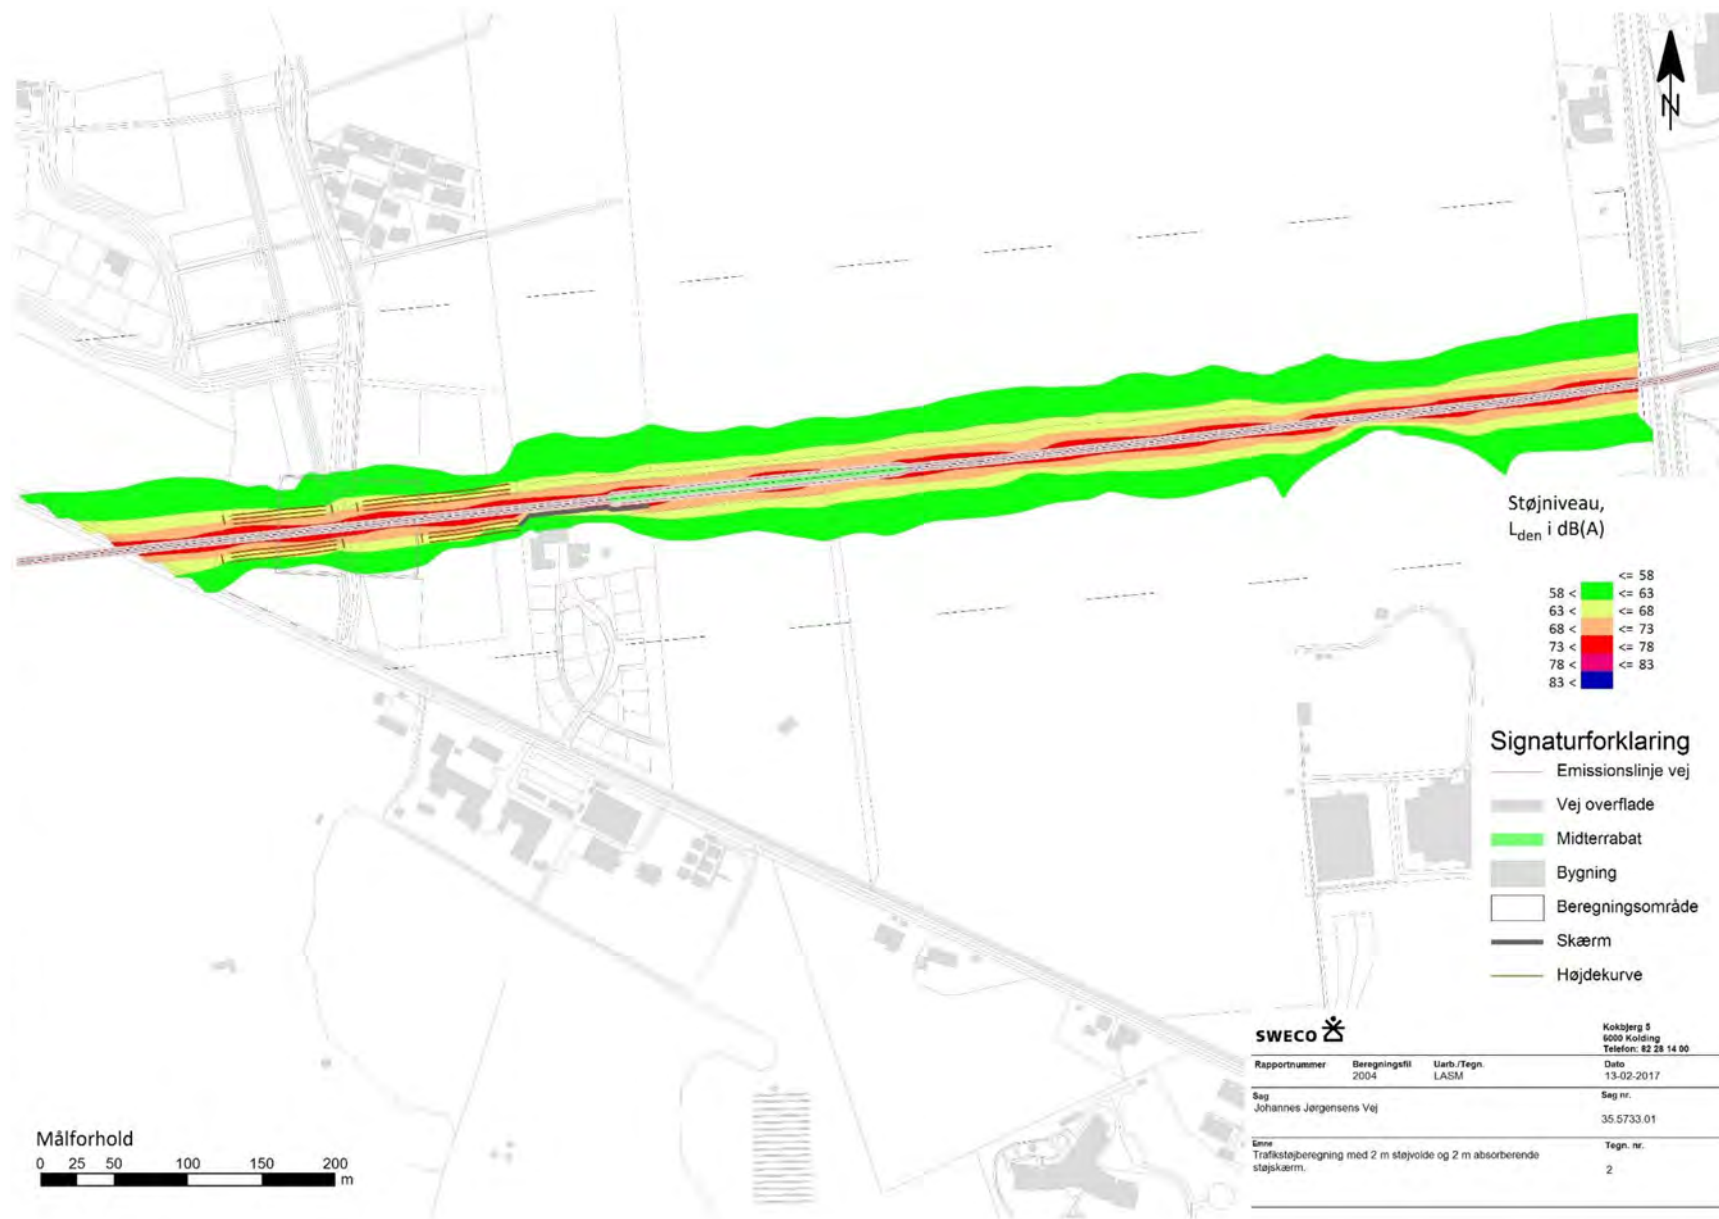 N
Støjniveau,
Lden i dB(A)
<= 58
58 < <= 63
63 < <= 68
68 < <= 73
73 < <= 78
78 < <= 83
83 <
Signaturforklaring
Emissionslinje vej
Vej overflade
Midterrabat
Bygning
Beregningsområde
Skærm
Højdekurve
SWECO
Kokbjerg 5
6000 Kolding
Telefon: 82 28 14 00
Rapportnummer Beregningsfil Uarb./Tegn. Dato
2004 LASM 13-02-2017
Sag Sag nr.
Johannes Jørgensens Vej
35.5733.01
Emne Tegn. nr.
Trafikstøjberegning med 2 m støjvolde og 2 m absorberende
støjskærm.
2
Målforhold
0 25 50 100 150 200
m